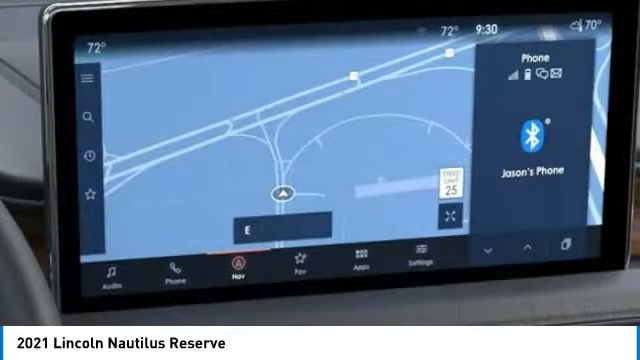 72°
72°
9:30
70°
Phone
Jason's Phone
SPEED
LIMIT
25
E
Audio
Phone
Nav
Fav
Apps
Settings
2021 Lincoln Nautilus Reserve